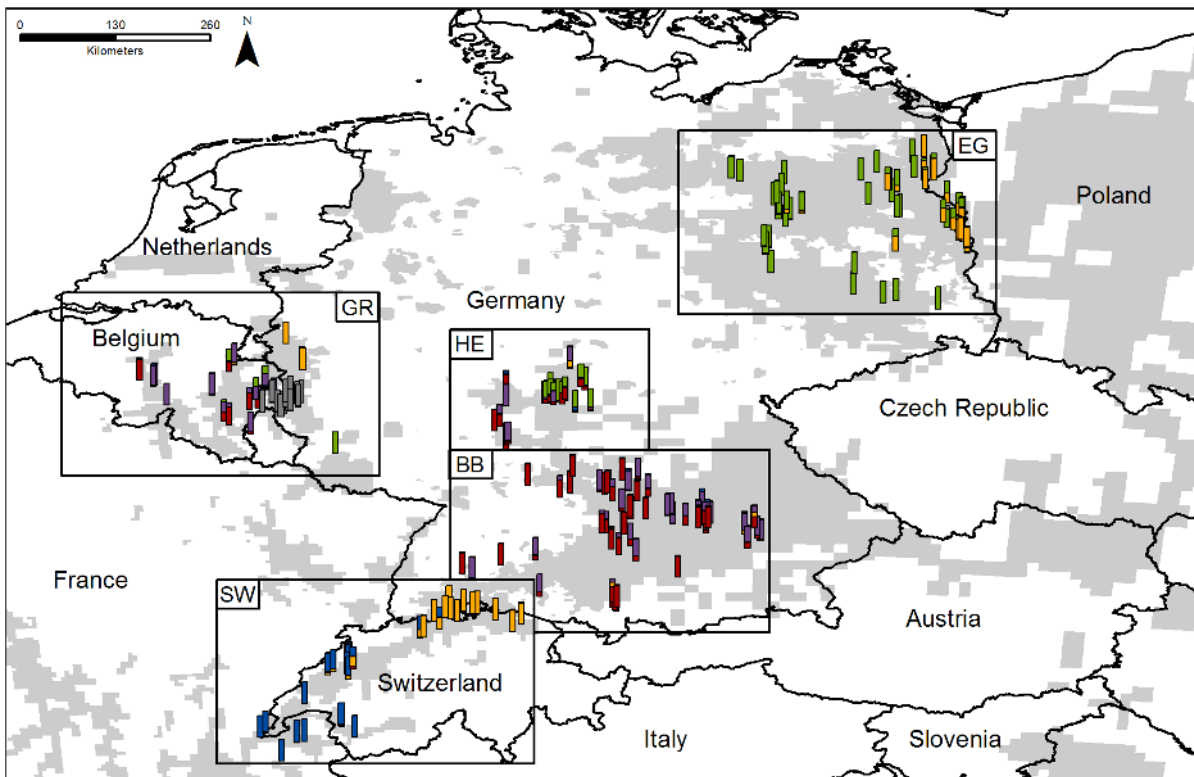 0 130 260
Kilometers
N
EG
Poland
Netherlands
GR
Germany
Belgium
HE
Czech Republic
BB
France
SW
Austria
Switzerland
Italy
Slovenia